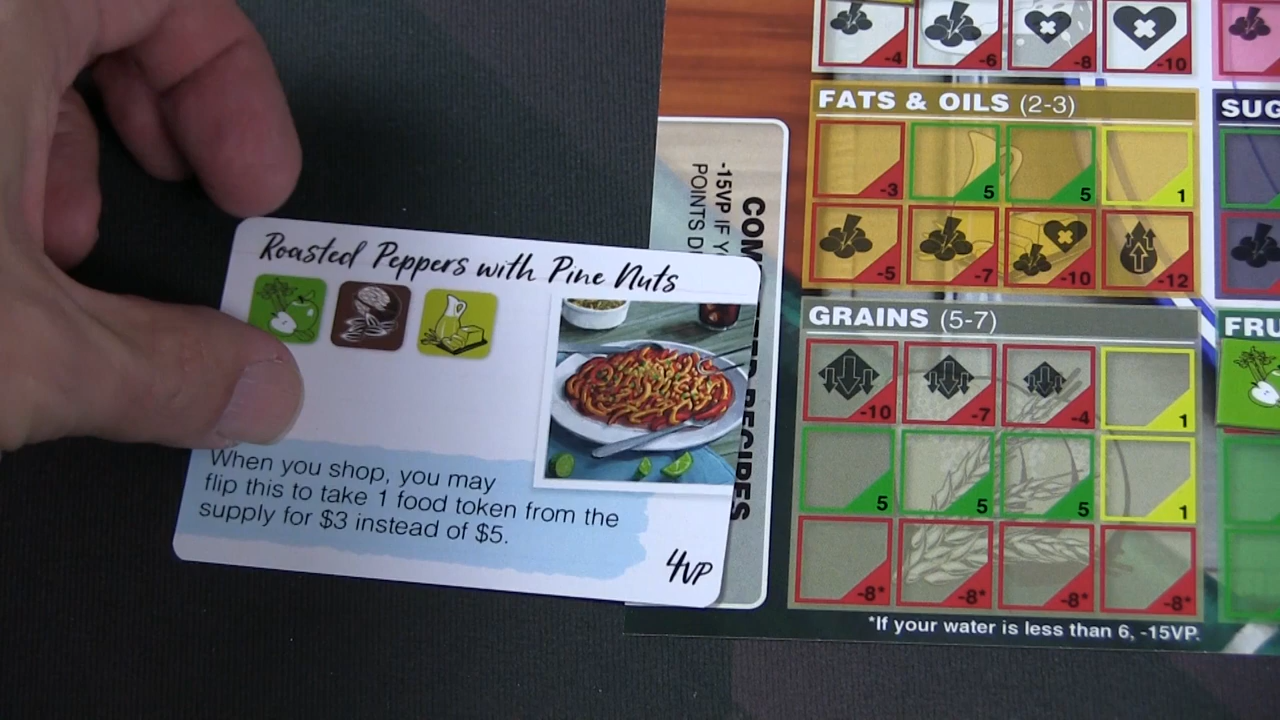 Roasted Peppers with Pine Nuts
When you shop, you may
flip this to take 1 food token from the
supply for $3 instead of $5.
4VP
-15VP IF
POINTS
RECIPES
-4
-6
-8
-10
FATS & OILS (2-3)
-3
5
5
1
-5
-7
-10
-12
GRAINS (5-7)
-10
-7
-4
1
5
5
5
1
-8*
-8*
-8*
-8*
*If your water is less than 6, -15VP.
SUG
FRU